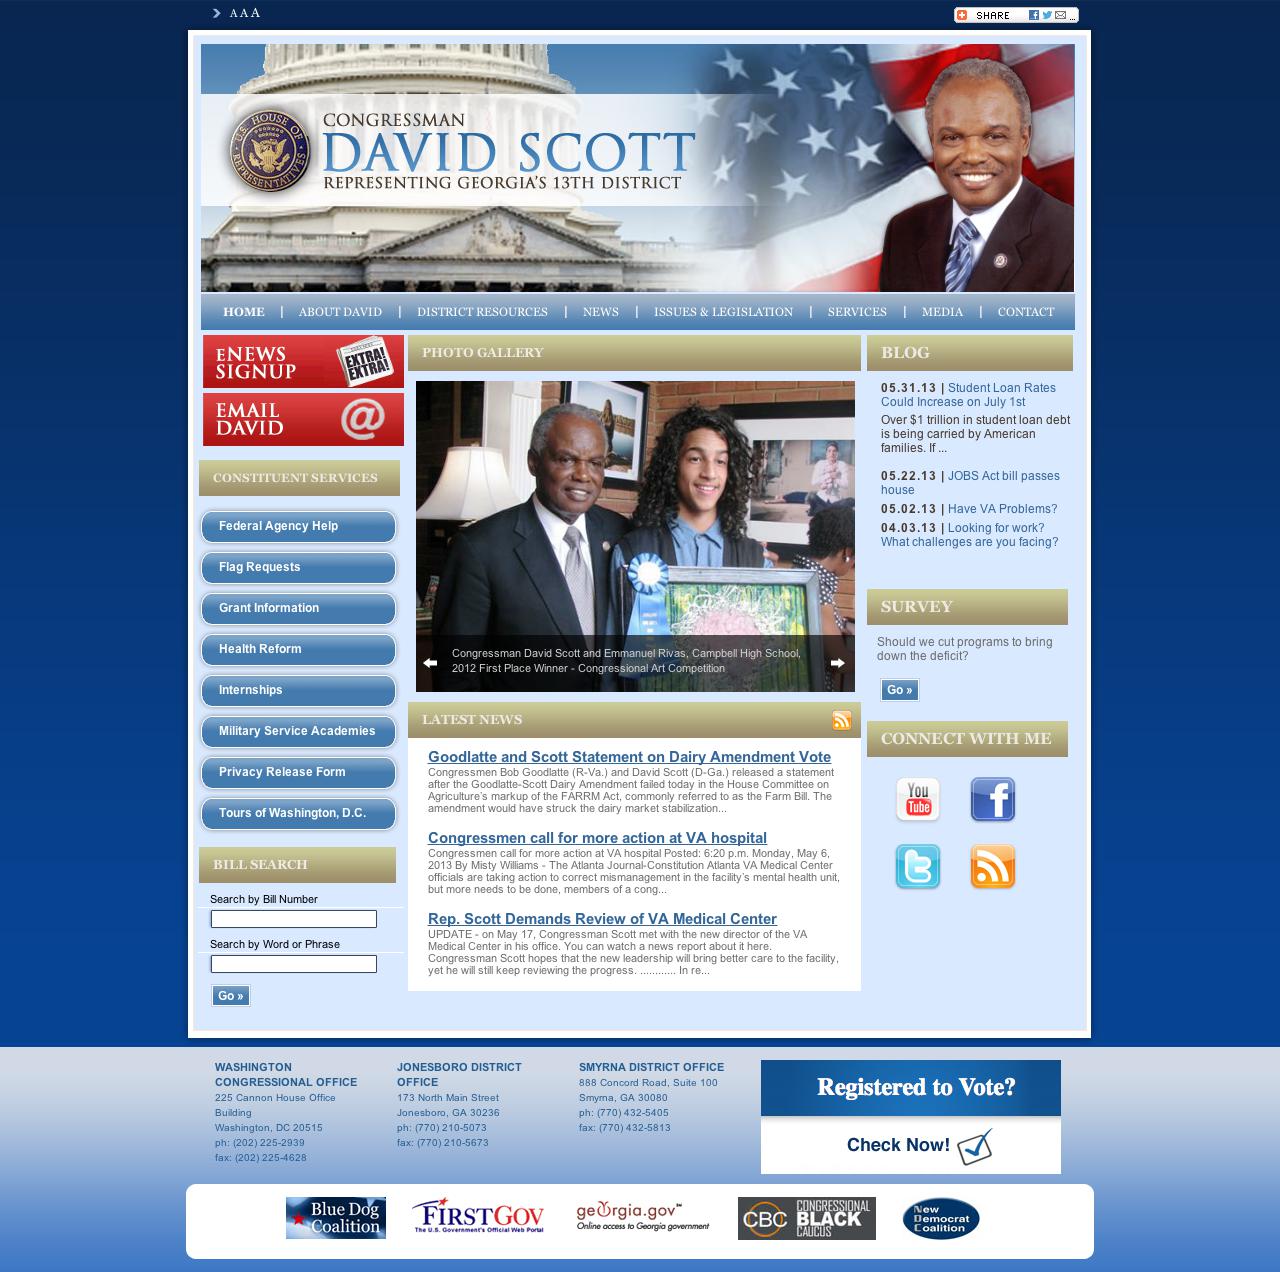 A A A
SHARE ...
CONGRESSMAN
DAVID SCOTT
REPRESENTING GEORGIA'S 13TH DISTRICT
U.S. HOUSE OF REPRESENTATIVES
HOME | ABOUT DAVID | DISTRICT RESOURCES | NEWS | ISSUES & LEGISLATION | SERVICES | MEDIA | CONTACT
eNEWS
SIGNUP
EXTRA!
EXTRA!
EMAIL
DAVID
@
CONSTITUENT SERVICES
Federal Agency Help
Flag Requests
Grant Information
Health Reform
Internships
Military Service Academies
Privacy Release Form
Tours of Washington, D.C.
BILL SEARCH
Search by Bill Number
Search by Word or Phrase
Go »
PHOTO GALLERY
Congressman David Scott and Emmanuel Rivas, Campbell High School,
2012 First Place Winner - Congressional Art Competition
LATEST NEWS
Goodlatte and Scott Statement on Dairy Amendment Vote
Congressmen Bob Goodlatte (R-Va.) and David Scott (D-Ga.) released a statement
after the Goodlatte-Scott Dairy Amendment failed today in the House Committee on
Agriculture's markup of the FARRM Act, commonly referred to as the Farm Bill. The
amendment would have struck the dairy market stabilization...
Congressmen call for more action at VA hospital
Congressmen call for more action at VA hospital Posted: 6:20 p.m. Monday, May 6,
2013 By Misty Williams - The Atlanta Journal-Constitution Atlanta VA Medical Center
officials are taking action to correct mismanagement in the facility's mental health unit,
but more needs to be done, members of a cong...
Rep. Scott Demands Review of VA Medical Center
UPDATE - on May 17, Congressman Scott met with the new director of the VA
Medical Center in his office. You can watch a news report about it here.
Congressman Scott hopes that the new leadership will bring better care to the facility,
yet he will still keep reviewing the progress. ............ In re...
BLOG
05.31.13 | Student Loan Rates
Could Increase on July 1st
Over $1 trillion in student loan debt
is being carried by American
families. If ...
05.22.13 | JOBS Act bill passes
house
05.02.13 | Have VA Problems?
04.03.13 | Looking for work?
What challenges are you facing?
SURVEY
Should we cut programs to bring
down the deficit?
Go »
CONNECT WITH ME
You
Tube
WASHINGTON
CONGRESSIONAL OFFICE
225 Cannon House Office
Building
Washington, DC 20515
ph: (202) 225-2939
fax: (202) 225-4628
JONESBORO DISTRICT
OFFICE
173 North Main Street
Jonesboro, GA 30236
ph: (770) 210-5073
fax: (770) 210-5673
SMYRNA DISTRICT OFFICE
888 Concord Road, Suite 100
Smyrna, GA 30080
ph: (770) 432-5405
fax: (770) 432-5813
Registered to Vote?
Check Now!
Blue Dog
Coalition
FIRSTGOV
The U.S. Government's Official Web Portal
georgia.gov™
Online access to Georgia government
CBC
CONGRESSIONAL
BLACK
CAUCUS
New
Democrat
Coalition